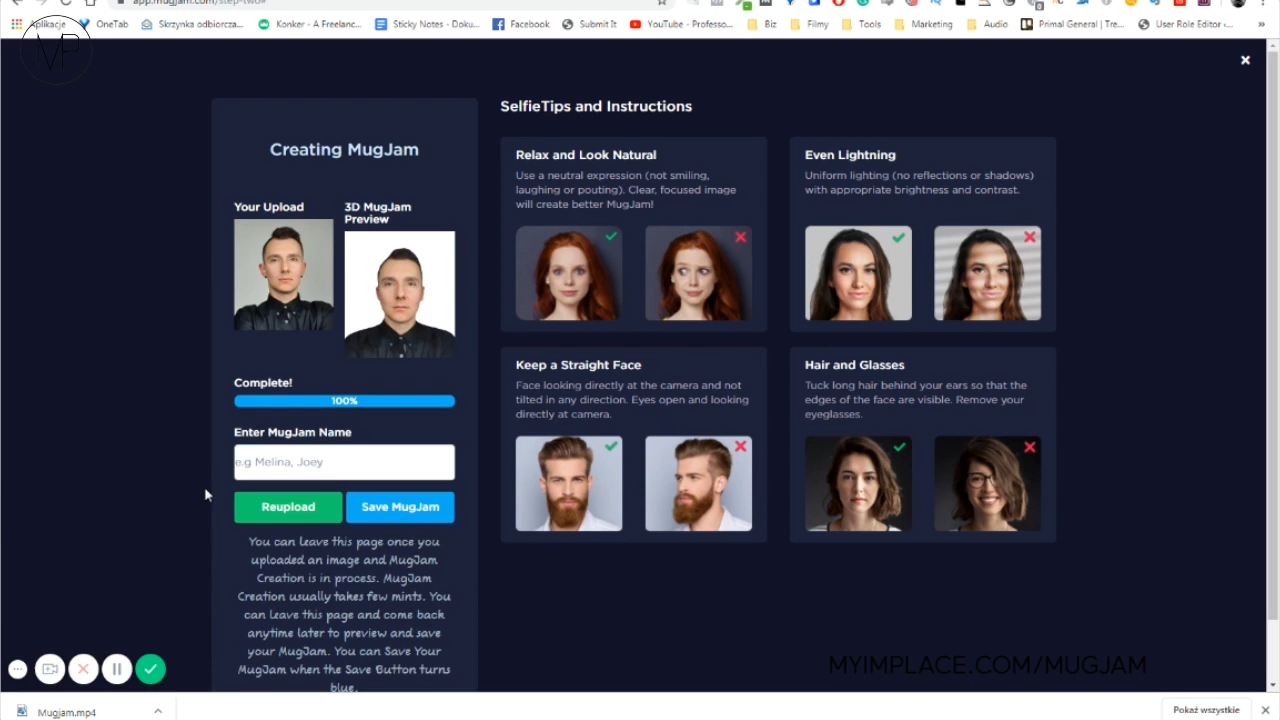 app.mugjam.com/step-two#
Aplikacje
OneTab
Skrzynka odbiorcza...
Konker - A Freelanc...
Sticky Notes - Doku...
Facebook
Submit It
YouTube - Professo...
Biz
Filmy
Tools
Marketing
Audio
Primal General | Tre...
User Role Editor ‹...
»
MP
SelfieTips and Instructions
Creating MugJam
Your Upload
3D MugJam
Preview
Complete!
100%
Enter MugJam Name
e.g Melina, Joey
Reupload
Save MugJam
You can leave this page once you
uploaded an image and MugJam
Creation is in process. MugJam
Creation usually takes few mints. You
can leave this page and come back
anytime later to preview and save
your MugJam. You can Save Your
MugJam when the Save Button turns
blue.
Relax and Look Natural
Use a neutral expression (not smiling,
laughing or pouting). Clear, focused image
will create better MugJam!
Even Lightning
Uniform lighting (no reflections or shadows)
with appropriate brightness and contrast.
Keep a Straight Face
Face looking directly at the camera and not
tilted in any direction. Eyes open and looking
directly at camera.
Hair and Glasses
Tuck long hair behind your ears so that the
edges of the face are visible. Remove your
eyeglasses.
MYIMPLACE.COM/MUGJAM
Mugjam.mp4
Pokaż wszystkie